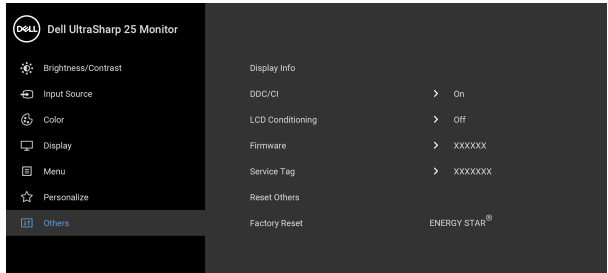 DELL Dell UltraSharp 25 Monitor
Brightness/Contrast
Display Info
Input Source
DDC/CI
On
Color
LCD Conditioning
Off
Display
Firmware
XXXXXX
Menu
Service Tag
XXXXXXX
Personalize
Reset Others
Others
Factory Reset
ENERGY STAR®